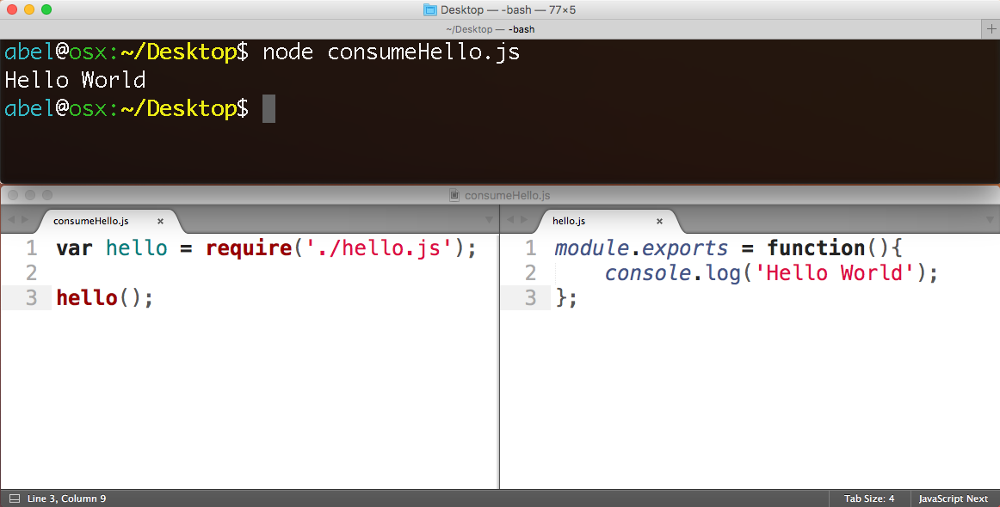 Desktop — -bash — 77×5
~/Desktop — -bash
abel@osx:~/Desktop$ node consumeHello.js
Hello World
abel@osx:~/Desktop$
consumeHello.js
consumeHello.js ×
1 var hello = require('./hello.js');
2
3 hello();
hello.js ×
1 module.exports = function(){
2     console.log('Hello World');
3 };
Line 3, Column 9
Tab Size: 4
JavaScript Next